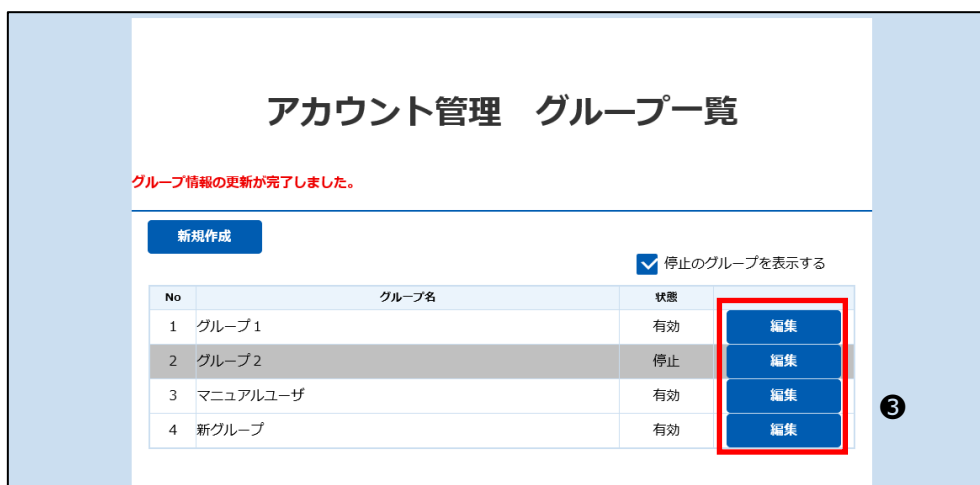 アカウント管理　グループ一覧
グループ情報の更新が完了しました。
新規作成
停止のグループを表示する
No グループ名 状態
1 グループ１ 有効 編集
2 グループ２ 停止 編集
3 マニュアルユーザ 有効 編集
❸
4 新グループ 有効 編集